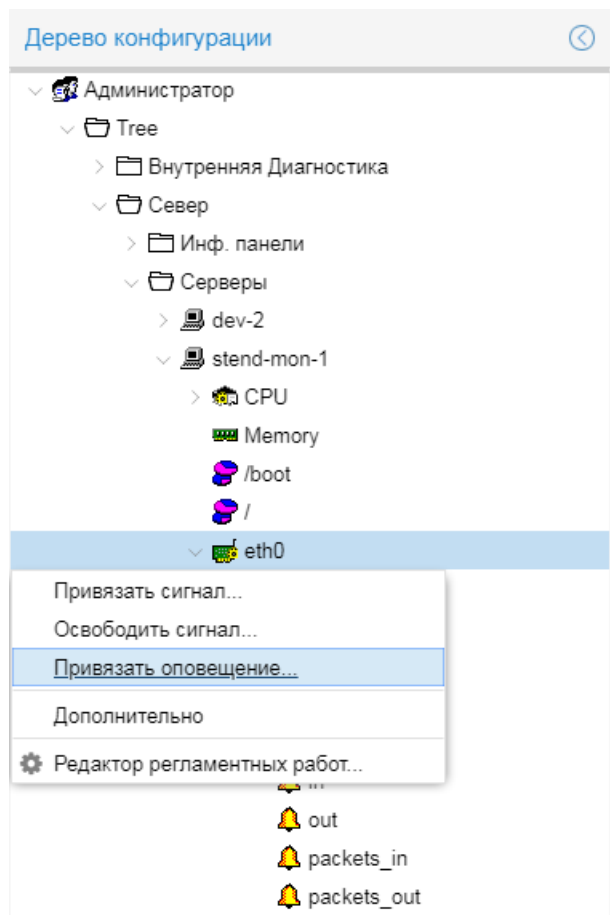 Дерево конфигурации
Администратор
Tree
Внутренняя Диагностика
Север
Инф. панели
Серверы
dev-2
stend-mon-1
CPU
Memory
/boot
/
eth0
Привязать сигнал...
Освободить сигнал...
Привязать оповещение...
Дополнительно
Редактор регламентных работ...
in
out
packets_in
packets_out